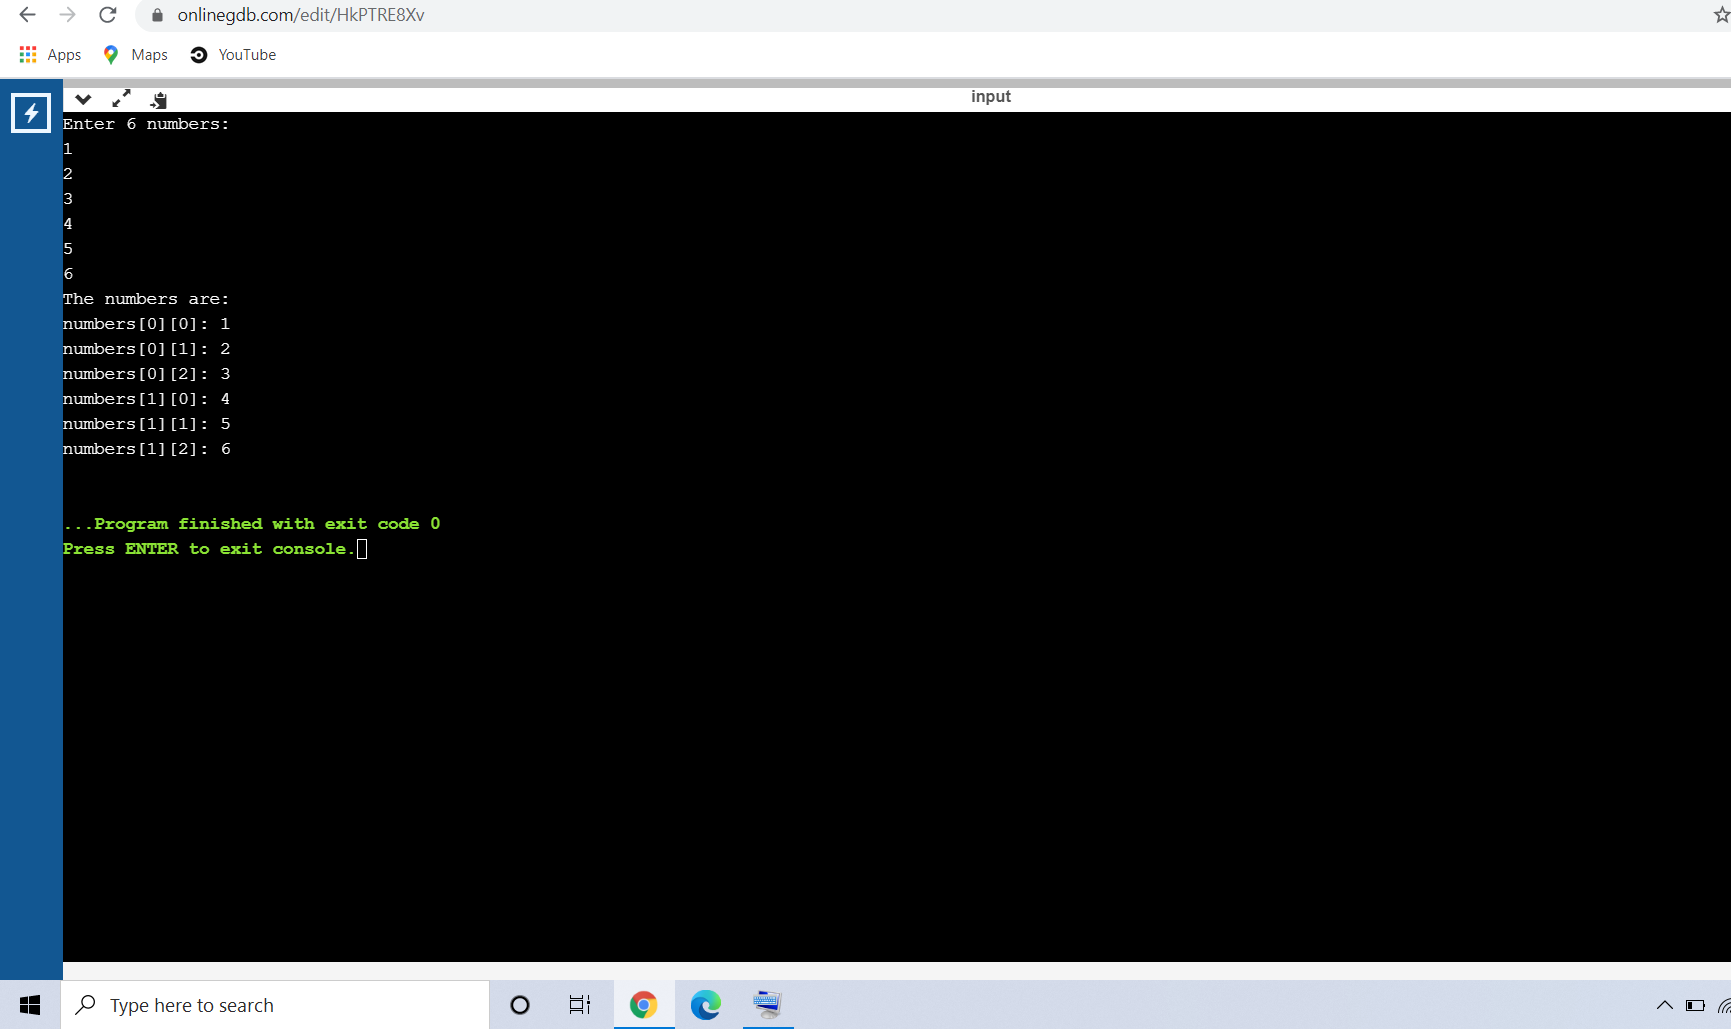 onlinegdb.com/edit/HkPTRE8Xv
Apps Maps YouTube
input
Enter 6 numbers:
1
2
3
4
5
6
The numbers are:
numbers[0][0]: 1
numbers[0][1]: 2
numbers[0][2]: 3
numbers[1][0]: 4
numbers[1][1]: 5
numbers[1][2]: 6
...Program finished with exit code 0
Press ENTER to exit console.
Type here to search